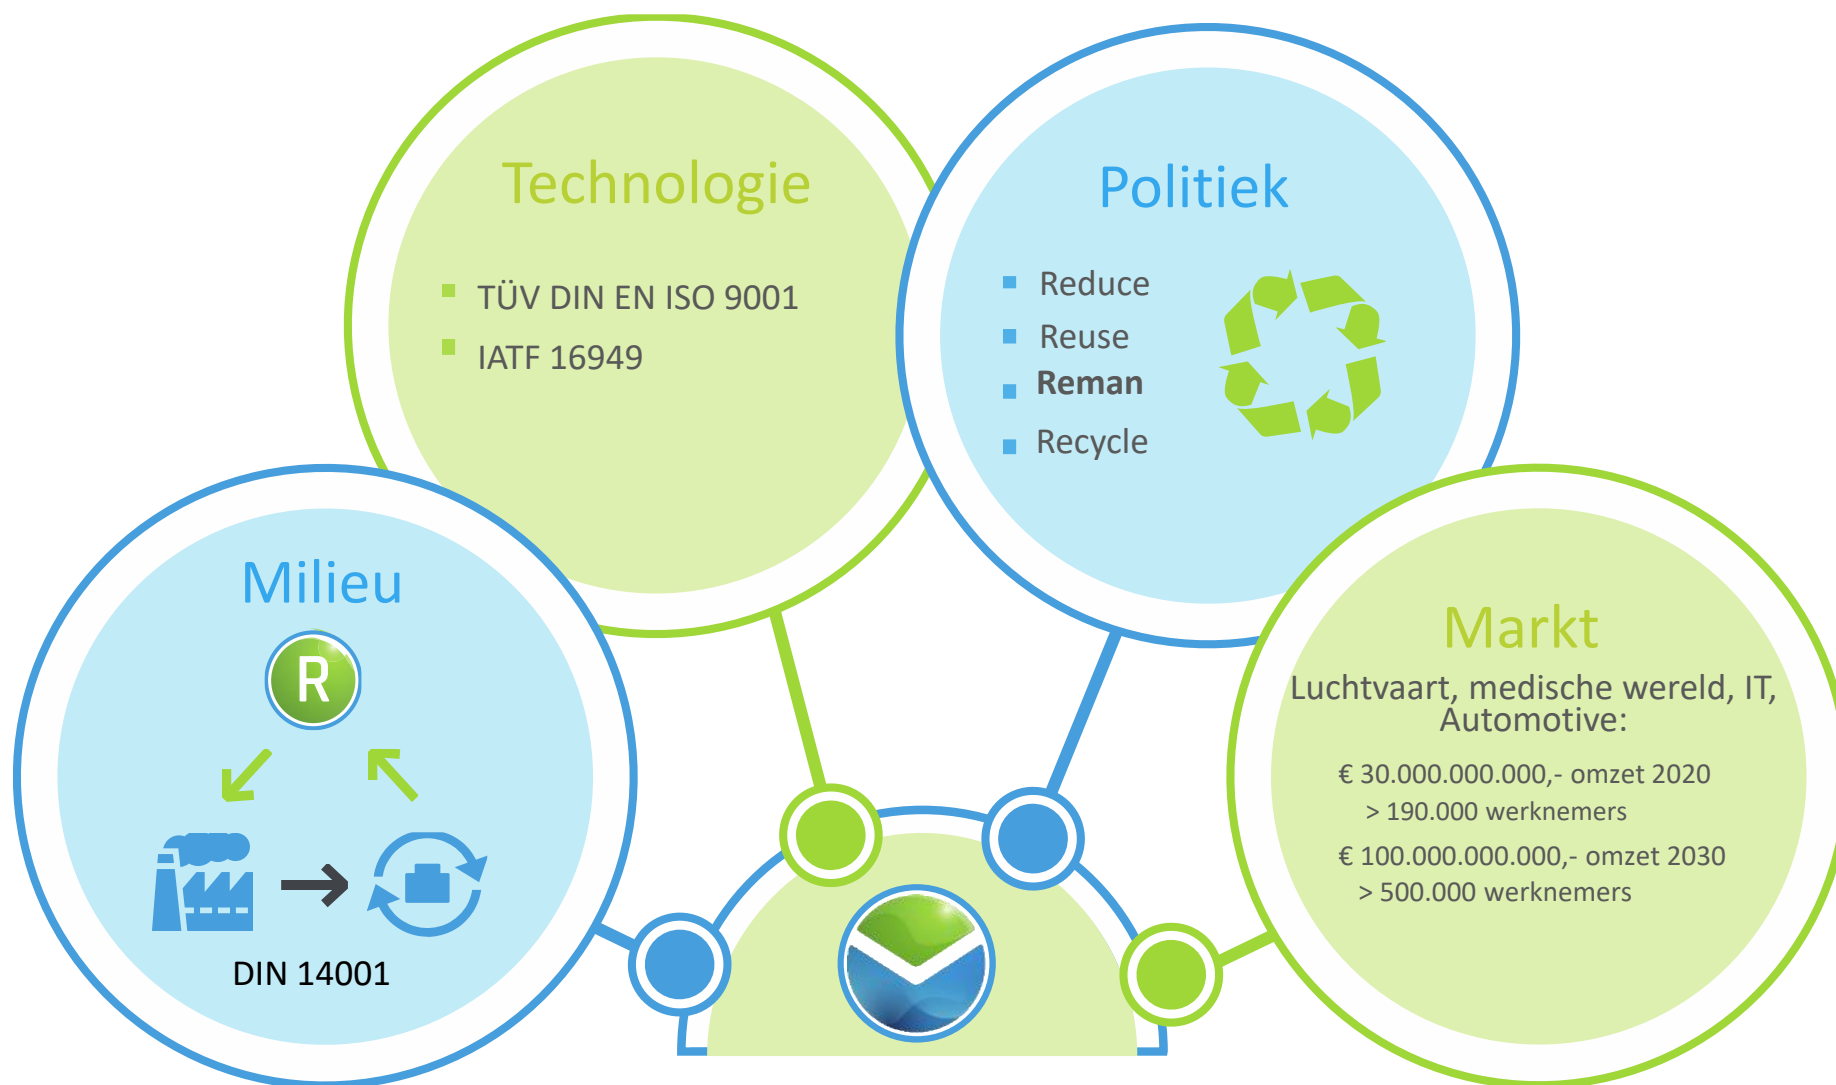 Technologie
TÜV DIN EN ISO 9001
IATF 16949
Politiek
Reduce
Reuse
Reman
Recycle
Milieu
R
DIN 14001
Markt
Luchtvaart, medische wereld, IT,
Automotive:
€ 30.000.000.000,- omzet 2020
> 190.000 werknemers
€ 100.000.000.000,- omzet 2030
> 500.000 werknemers